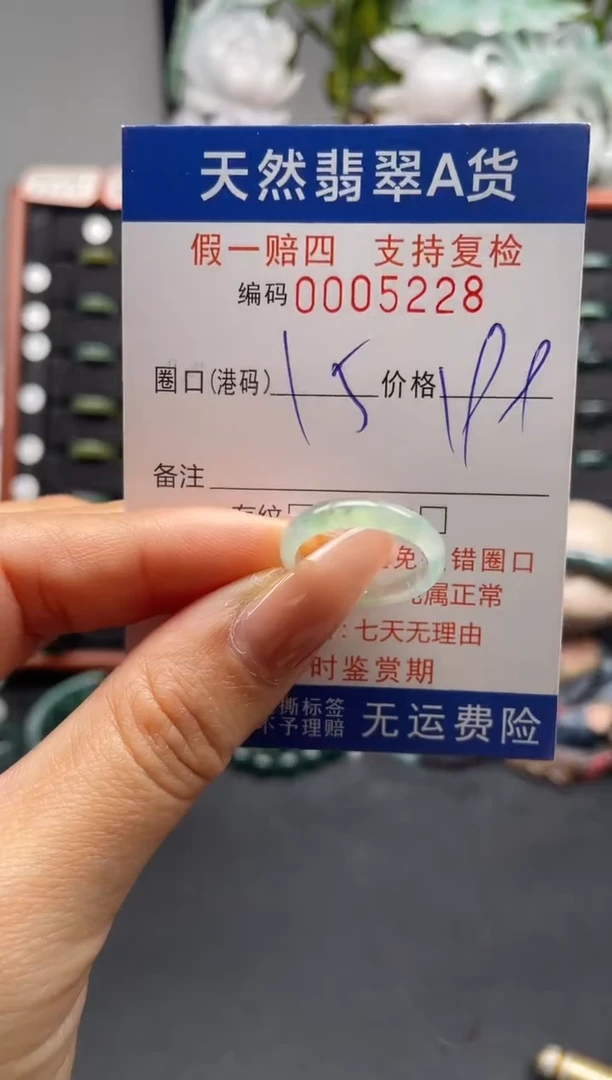 天然翡翠A货
假一赔四 支持复检
编码0005228
圈口(港码) 15 价格
备注
错圈口
属正常
:七天无理由
时鉴赏期
撕标签
不予理赔 无运费险